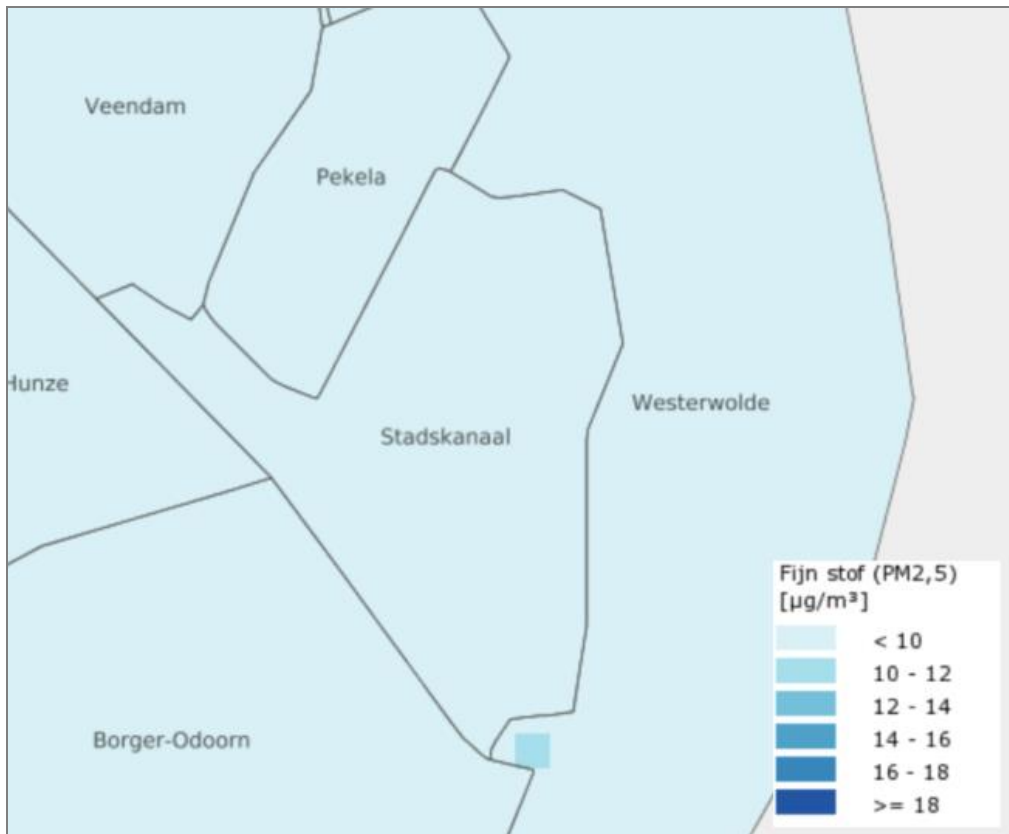 Veendam
Pekela
Hunze
Westerwolde
Stadskanaal
Borger-Odoorn
Fijn stof (PM2,5)
[µg/m³]
< 10
10 - 12
12 - 14
14 - 16
16 - 18
>= 18